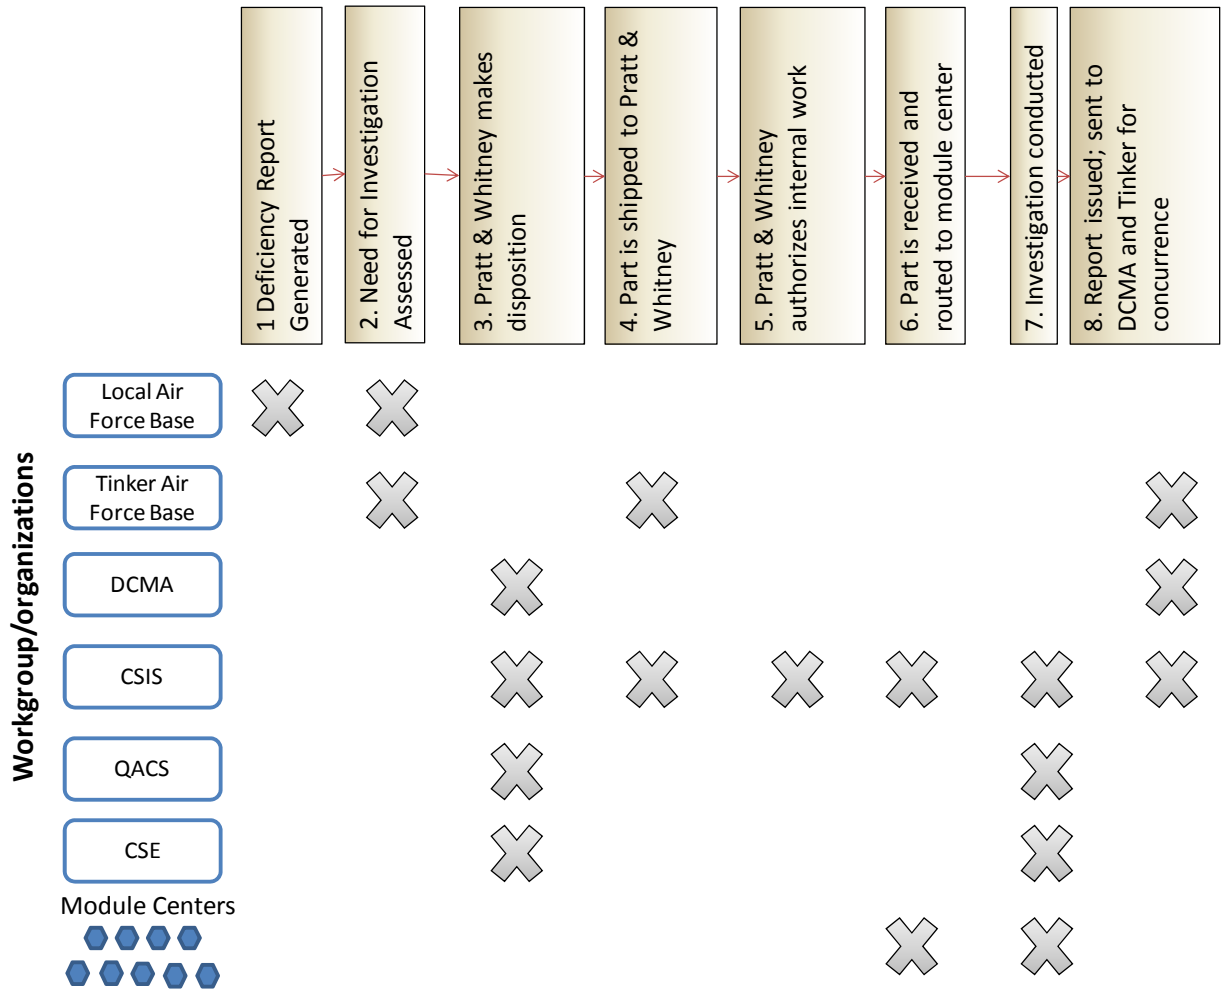 1 Deficiency Report
Generated
2. Need for Investigation
Assessed
3. Pratt & Whitney makes
disposition
4. Part is shipped to Pratt &
Whitney
5. Pratt & Whitney
authorizes internal work
6. Part is received and
routed to module center
7. Investigation conducted
8. Report issued; sent to
DCMA and Tinker for
concurrence
Workgroup/organizations
Local Air
Force Base
Tinker Air
Force Base
DCMA
CSIS
QACS
CSE
Module Centers